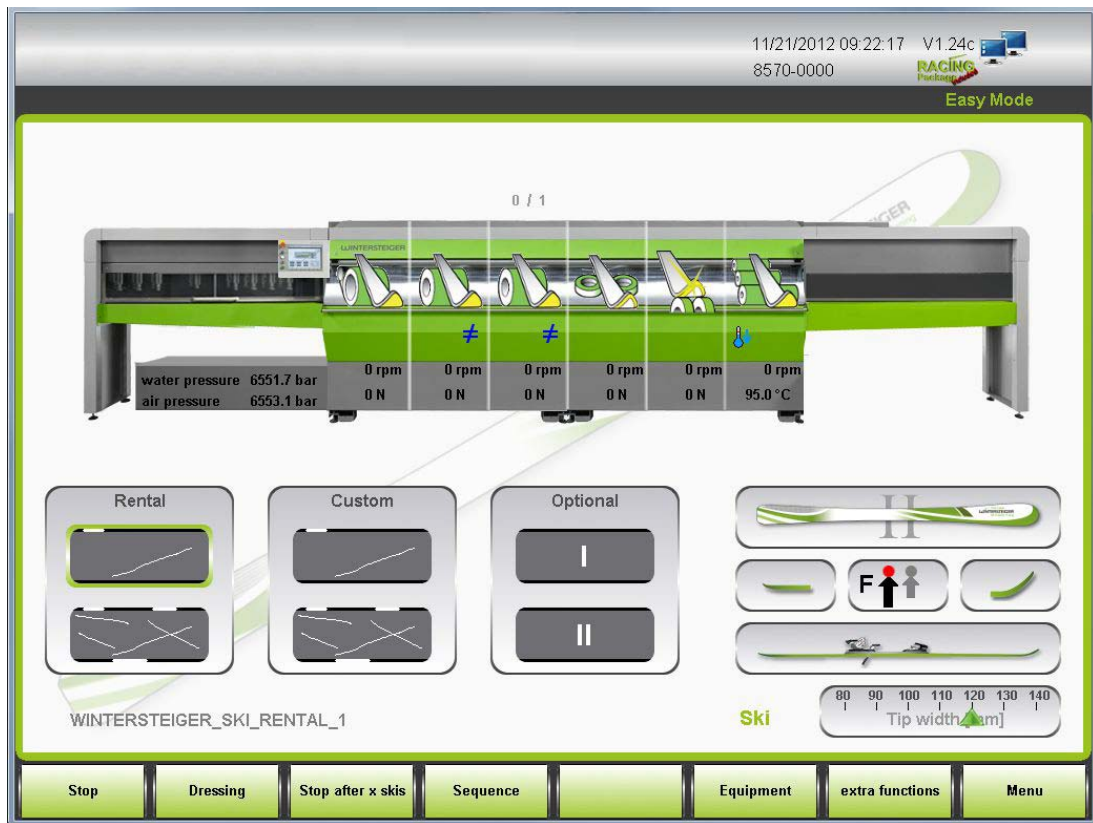 11/21/2012 09:22:17 V1.24c
8570-0000
RACING
Package
Easy Mode
0 / 1
WINTERSTEIGER
≠ ≠
0 rpm 0 rpm 0 rpm 0 rpm 0 rpm 0 rpm
water pressure 6551.7 bar
0 N 0 N 0 N 0 N 0 N 95.0 °C
air pressure 6553.1 bar
Rental Custom Optional
I
II
F
80 90 100 110 120 130 140
WINTERSTEIGER_SKI_RENTAL_1
Ski
Tip width [mm]
Stop Dressing Stop after x skis Sequence Equipment extra functions Menu